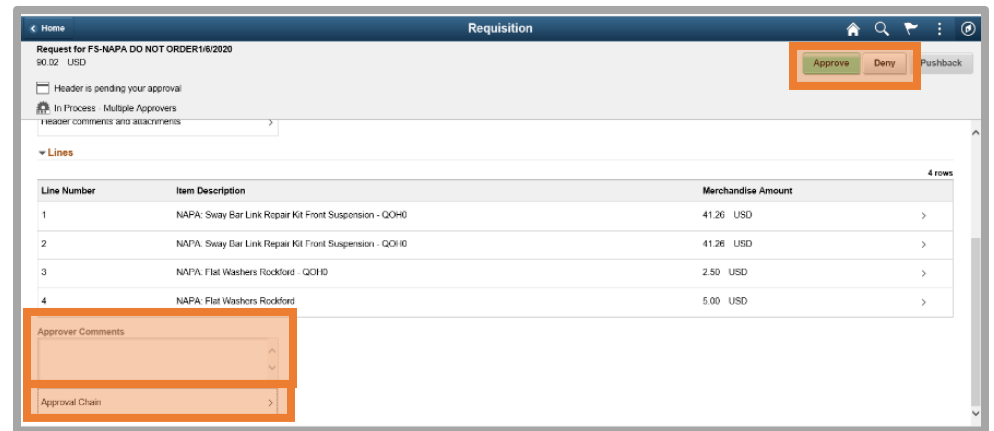 Home
Requisition
Request for FS-NAPA DO NOT ORDER1/6/2020
90.02 USD
Approve
Deny
Pushback
Header is pending your approval
In Process - Multiple Approvers
Header comments and attachments
Lines
4 rows
Line Number Item Description Merchandise Amount
1 NAPA: Sway Bar Link Repair Kit Front Suspension - QOH0 41.26 USD
2 NAPA: Sway Bar Link Repair Kit Front Suspension - QOH0 41.26 USD
3 NAPA: Flat Washers Rockford - QOH0 2.50 USD
4 NAPA: Flat Washers Rockford 5.00 USD
Approver Comments
Approval Chain